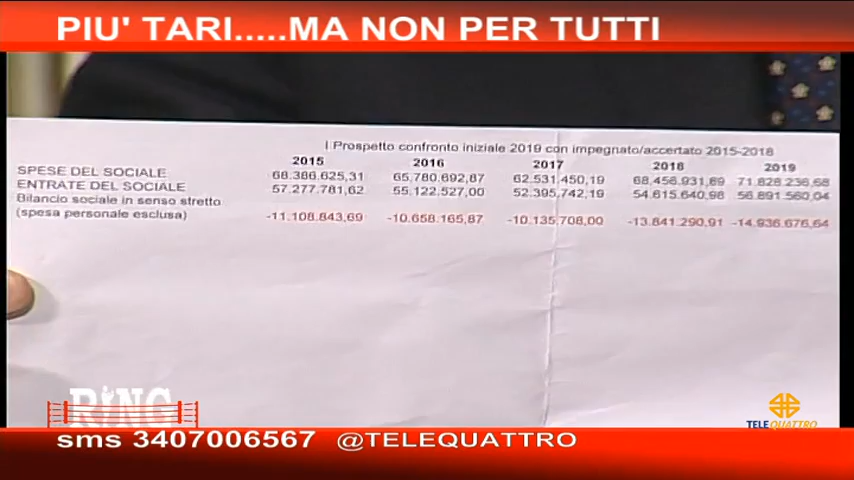 PIU' TARI.....MA NON PER TUTTI
Prospetto confronto iniziale 2019 con impegnato/accertato 2015-2018
2015 2016 2017 2018 2019
SPESE DEL SOCIALE 68.386.625,31 65.780.692,87 62.531.450,19 68.456.931,89 71.828.236,68
ENTRATE DEL SOCIALE 57.277.781,62 55.122.527,00 52.395.742,19 54.615.640,98 56.891.560,04
Bilancio sociale in senso stretto
(spesa personale esclusa) -11.108.843,69 -10.658.165,87 -10.135.708,00 -13.841.290,91 -14.936.676,64
RING
TELEQUATTRO
sms 3407006567 @TELEQUATTRO